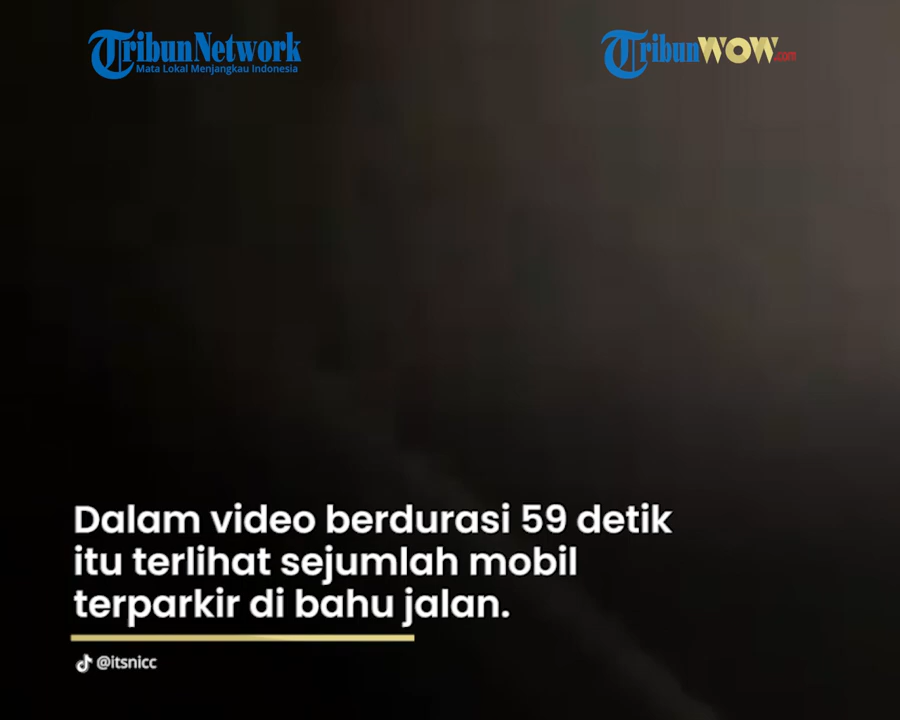 TribunNetwork
Mata Lokal Menjangkau Indonesia
TribunWOW.com
Dalam video berdurasi 59 detik
itu terlihat sejumlah mobil
terparkir di bahu jalan.
@itsnicc